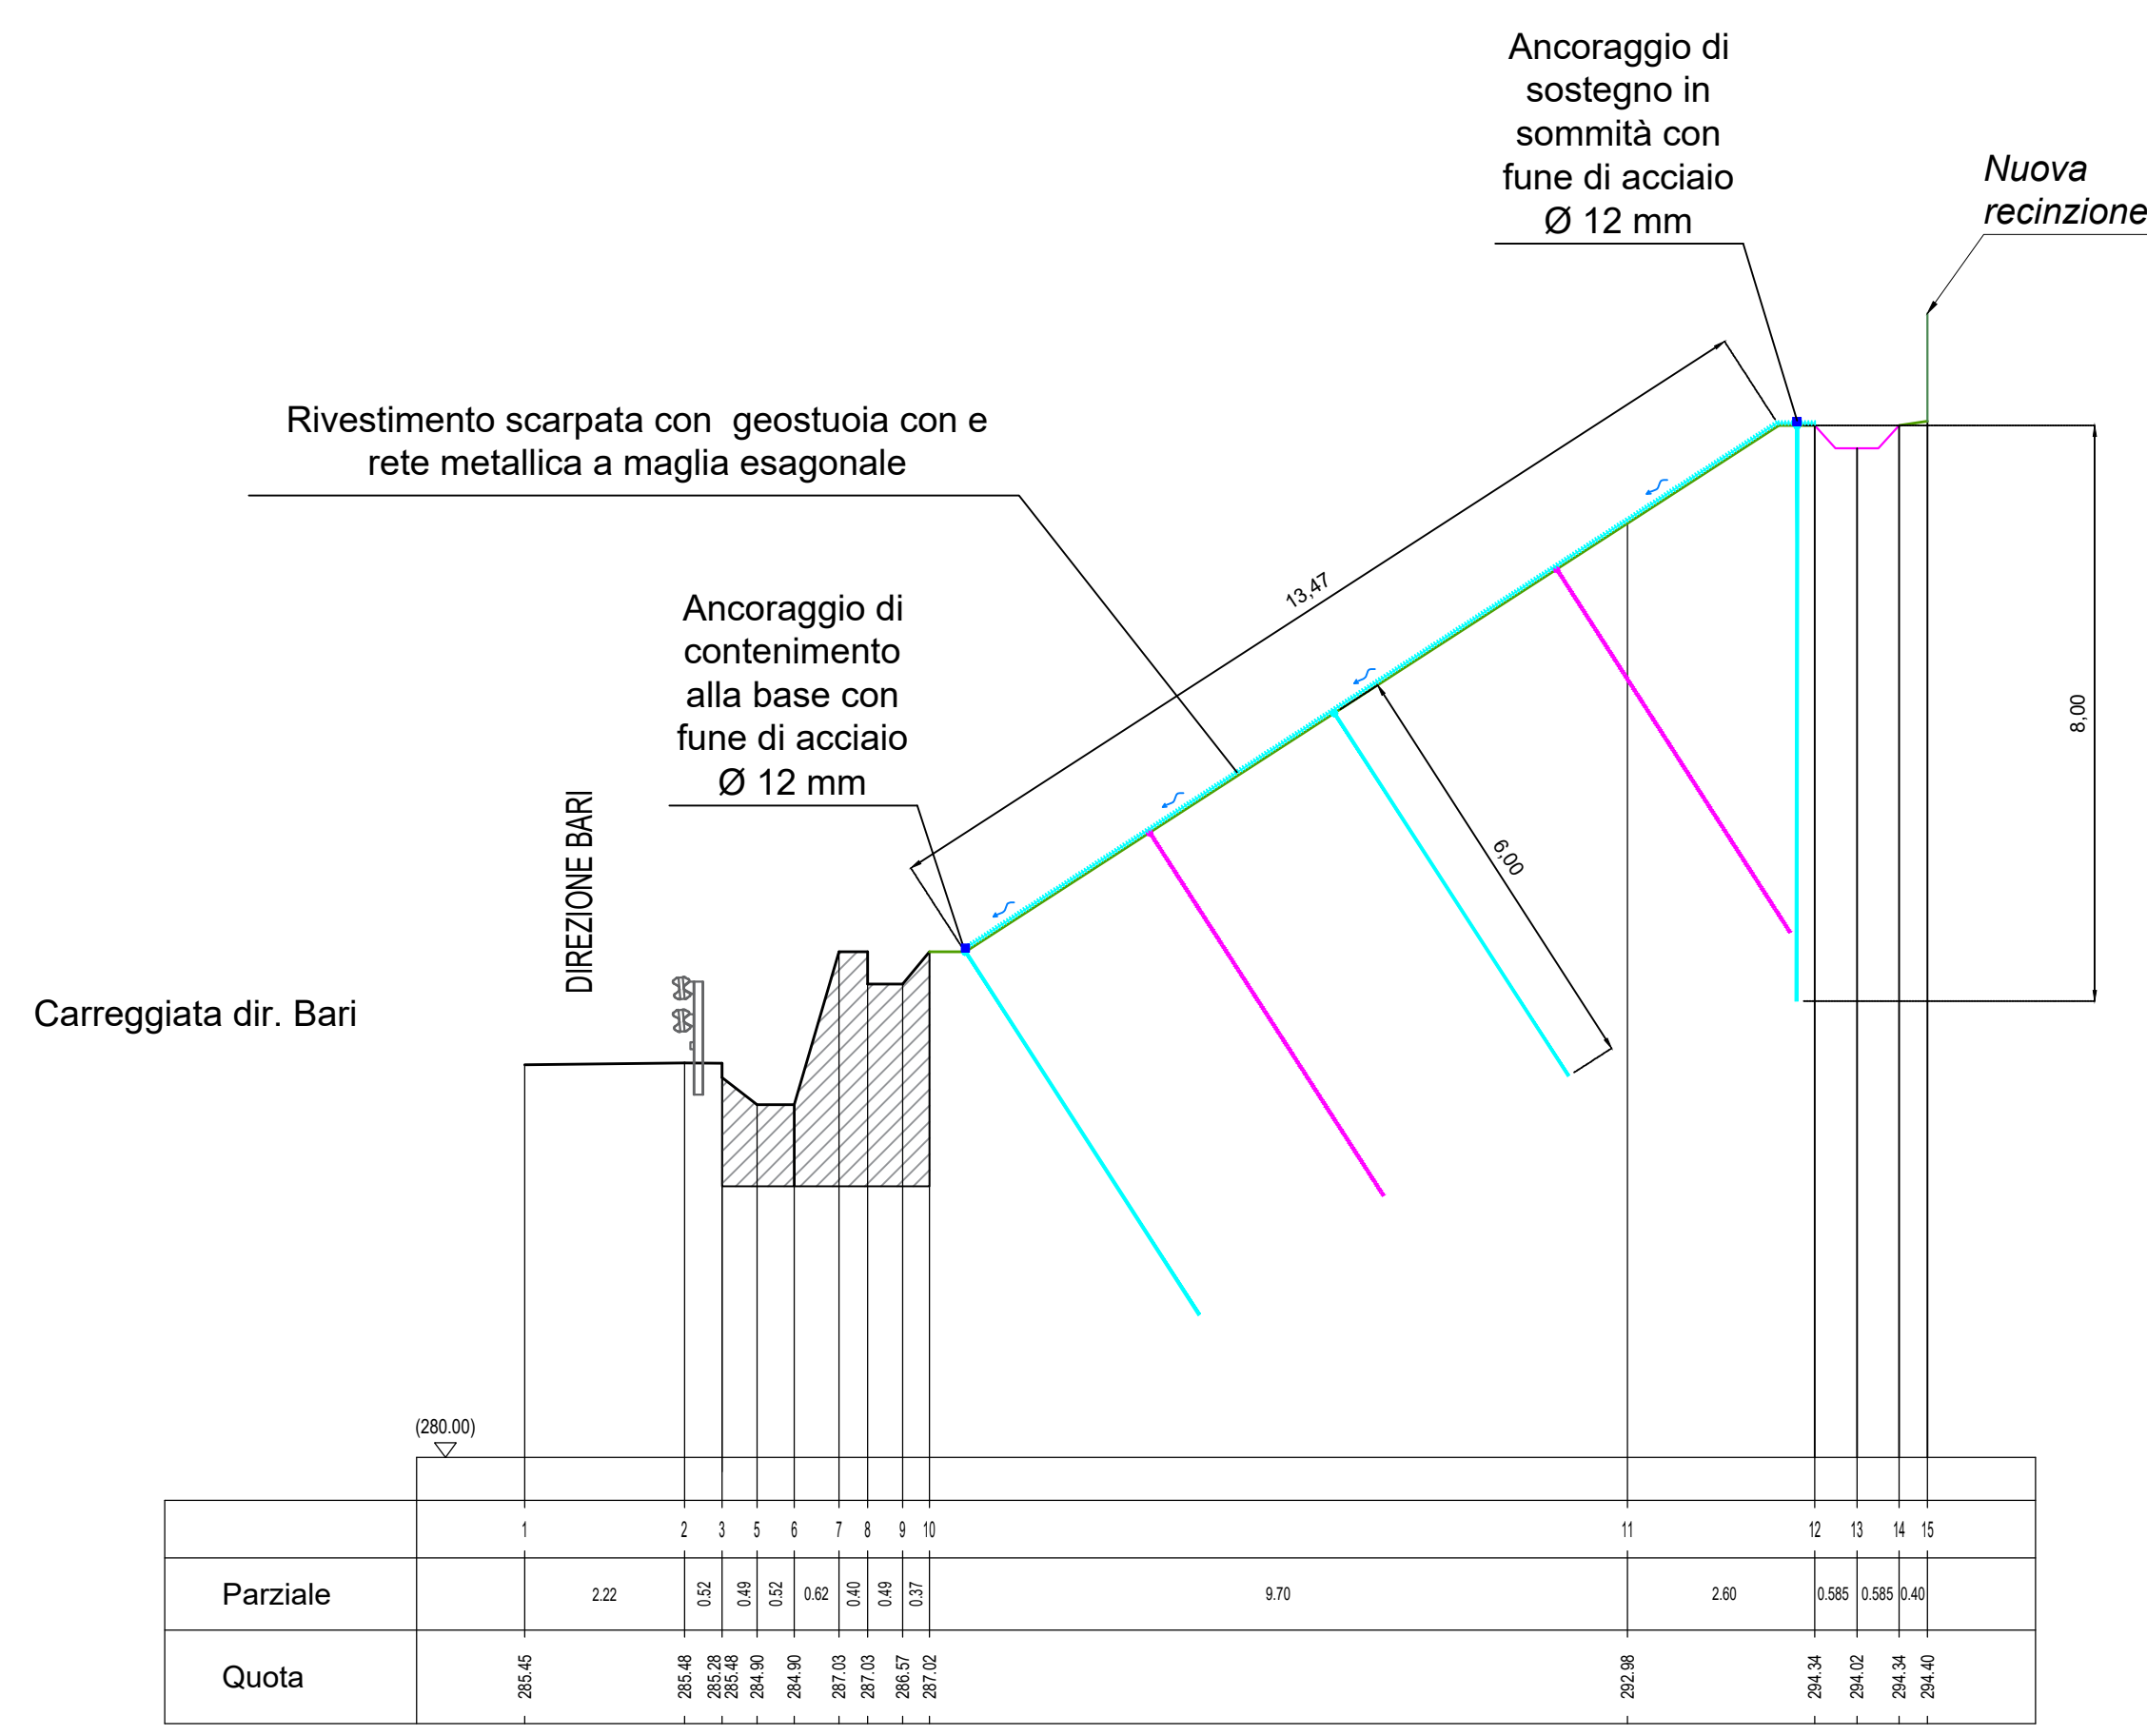 Ancoraggio di
sostegno in
sommità con
fune di acciaio
Ø 12 mm
Nuova
recinzione
Rivestimento scarpata con  geostuoia con e
rete metallica a maglia esagonale
13,47
Ancoraggio di
contenimento
alla base con
fune di acciaio
Ø 12 mm
8,00
6,00
DIREZIONE BARI
Carreggiata dir. Bari
(280.00)
1 2 3 5 6 7 8 9 10 11 12 13 14 15
Parziale 2.22 0.52 0.49 0.52 0.62 0.40 0.49 0.37 9.70 2.60 0.585 0.585 0.40
Quota 285.45 285.48 285.28 285.48 284.90 284.90 287.03 287.03 286.57 287.02 292.98 294.34 294.02 294.34 294.40